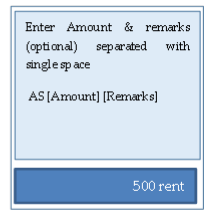 Enter Amount & remarks
(optional) separated with
single space
AS [Amount] [Remarks]
500 rent